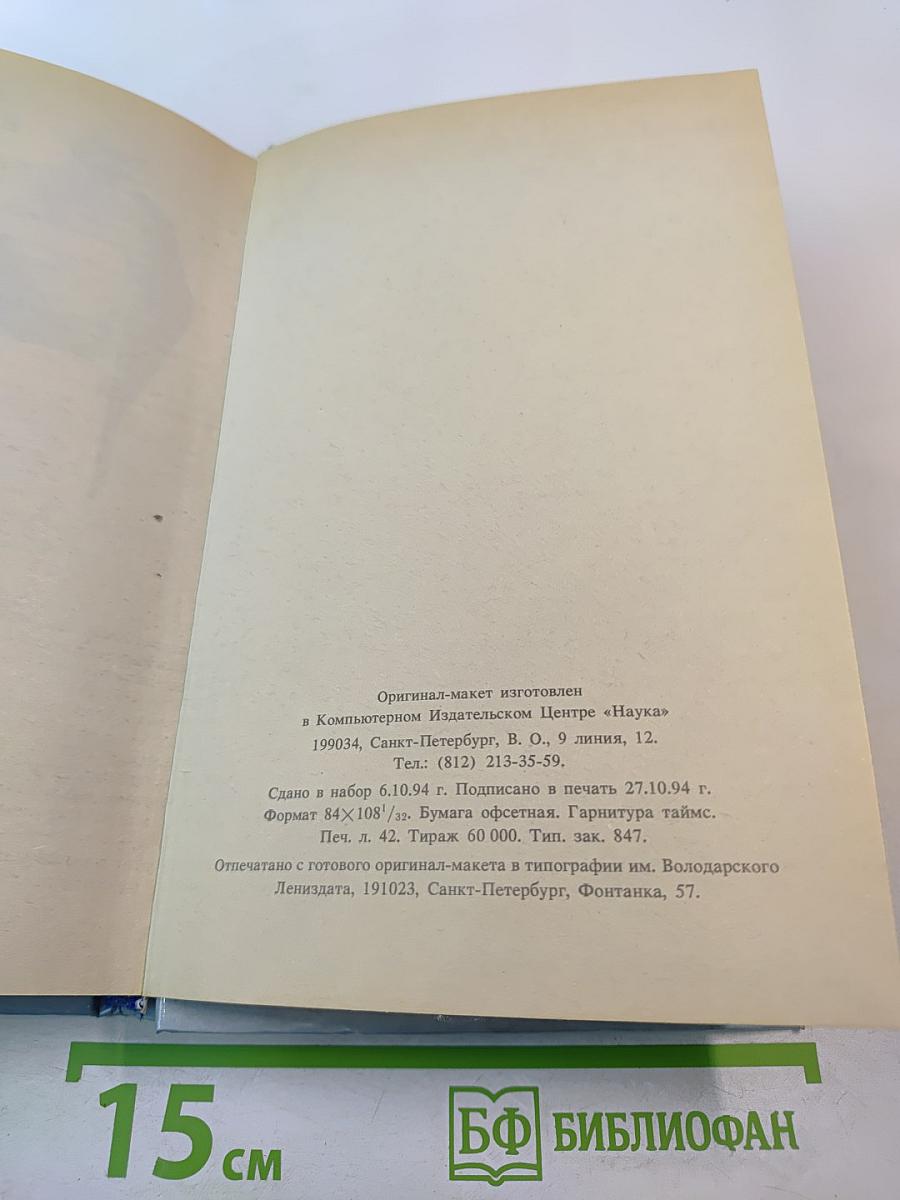 Оригинал-макет изготовлен
в Компьютерном Издательском Центре «Наука»
199034, Санкт-Петербург, В. О., 9 линия, 12.
Тел.: (812) 213-35-59.
Сдано в набор 6.10.94 г. Подписано в печать 27.10.94 г.
Формат 84×108¹/₃₂. Бумага офсетная. Гарнитура таймс.
Печ. л. 42. Тираж 60 000. Тип. зак. 847.
Отпечатано с готового оригинал-макета в типографии им. Володарского
Лениздата, 191023, Санкт-Петербург, Фонтанка, 57.
15 см
БФ БИБЛИОФАН